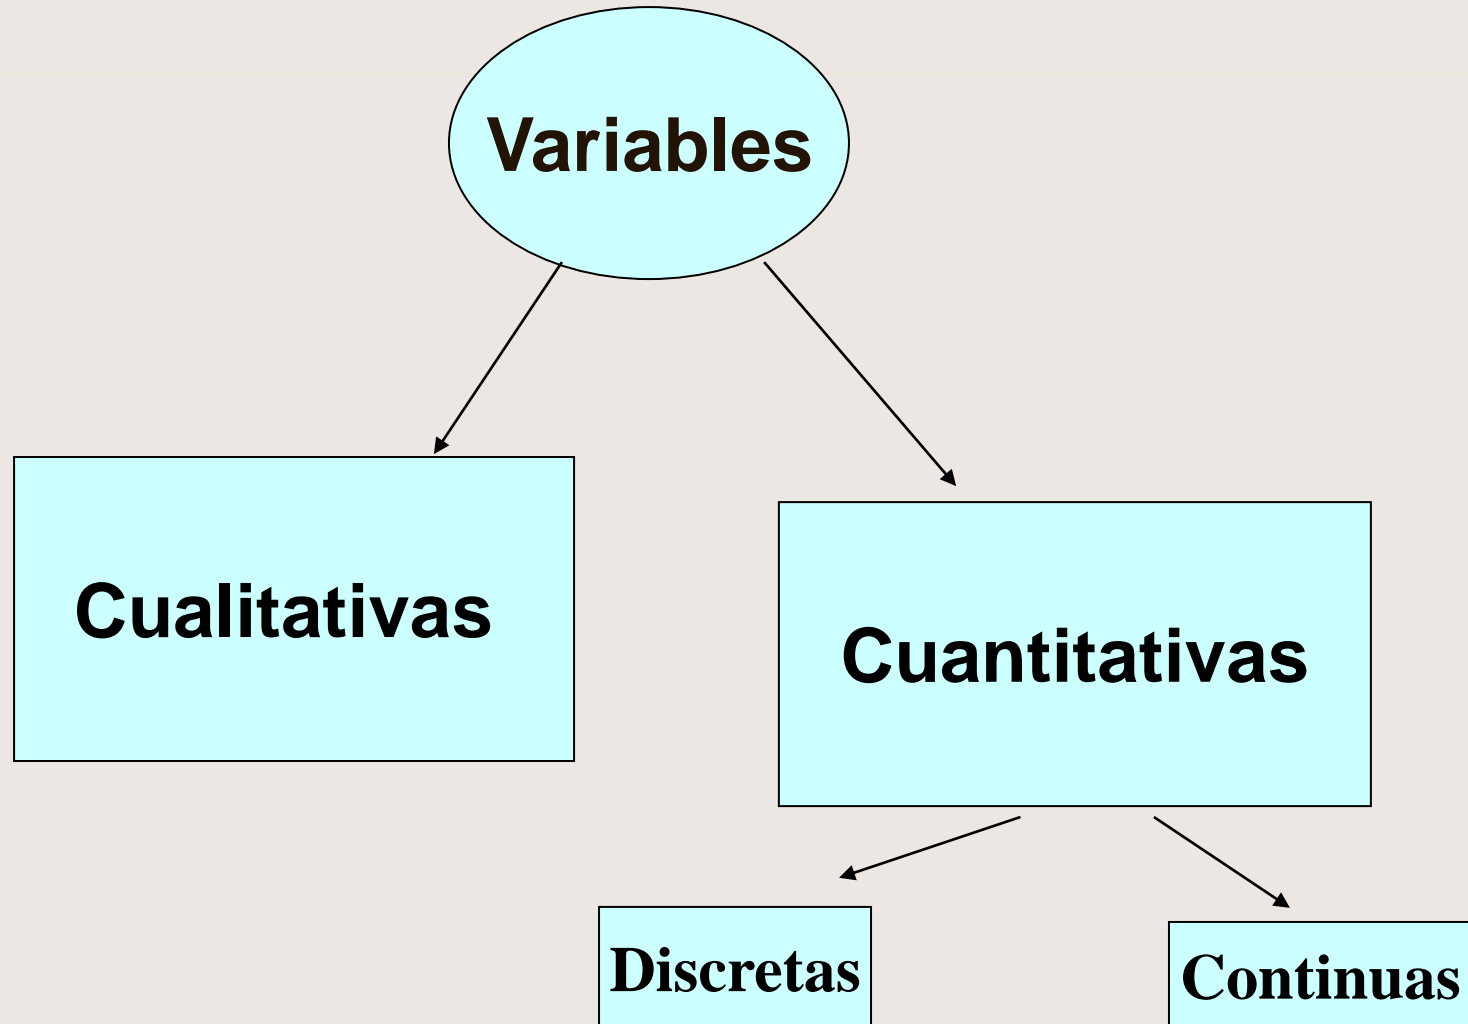 Variables
Cualitativas
Cuantitativas
Discretas
Continuas